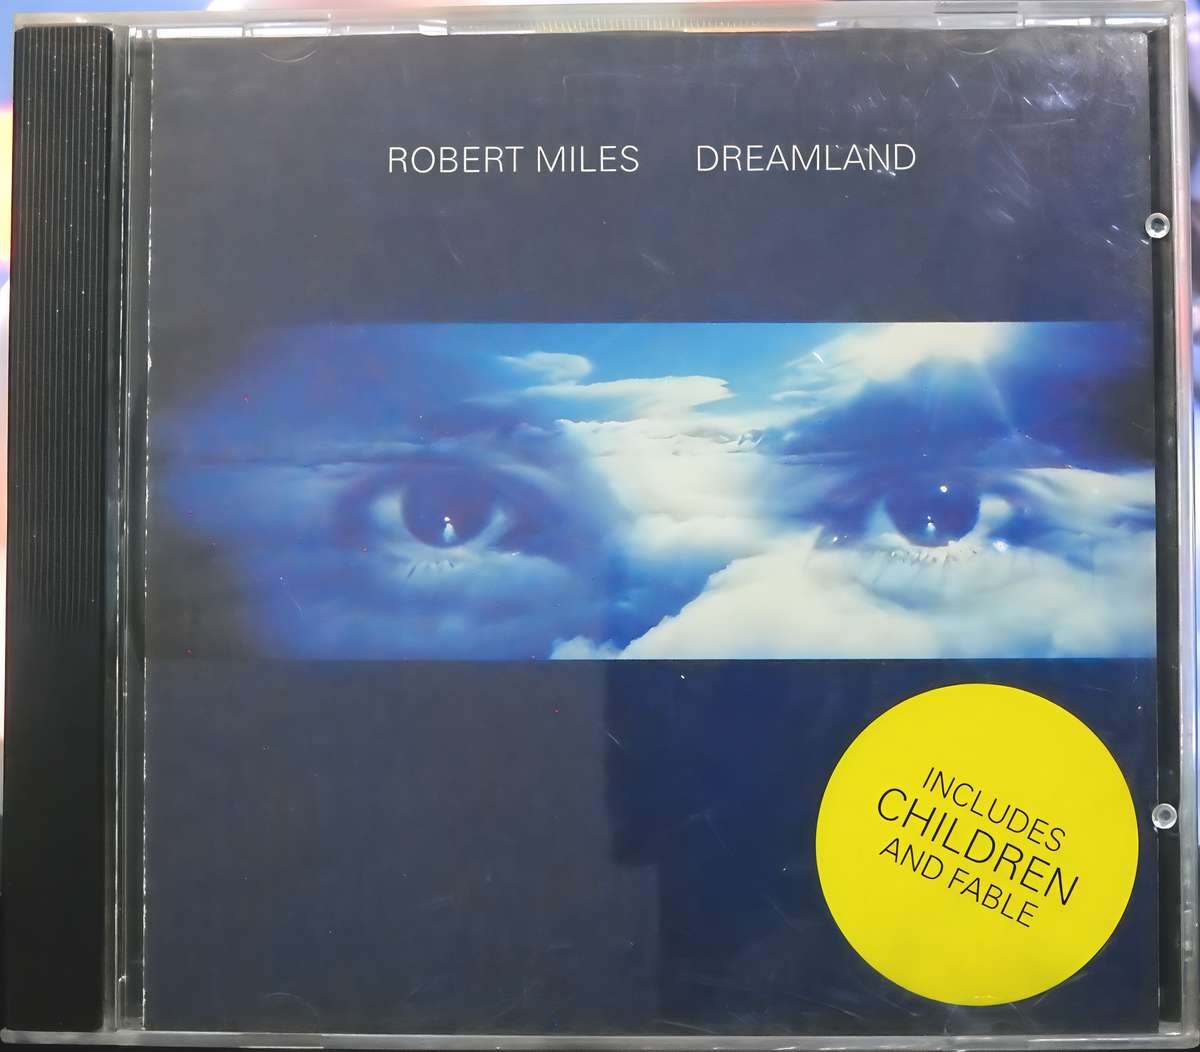 ROBERT MILES DREAMLAND
INCLUDES
CHILDREN
AND FABLE